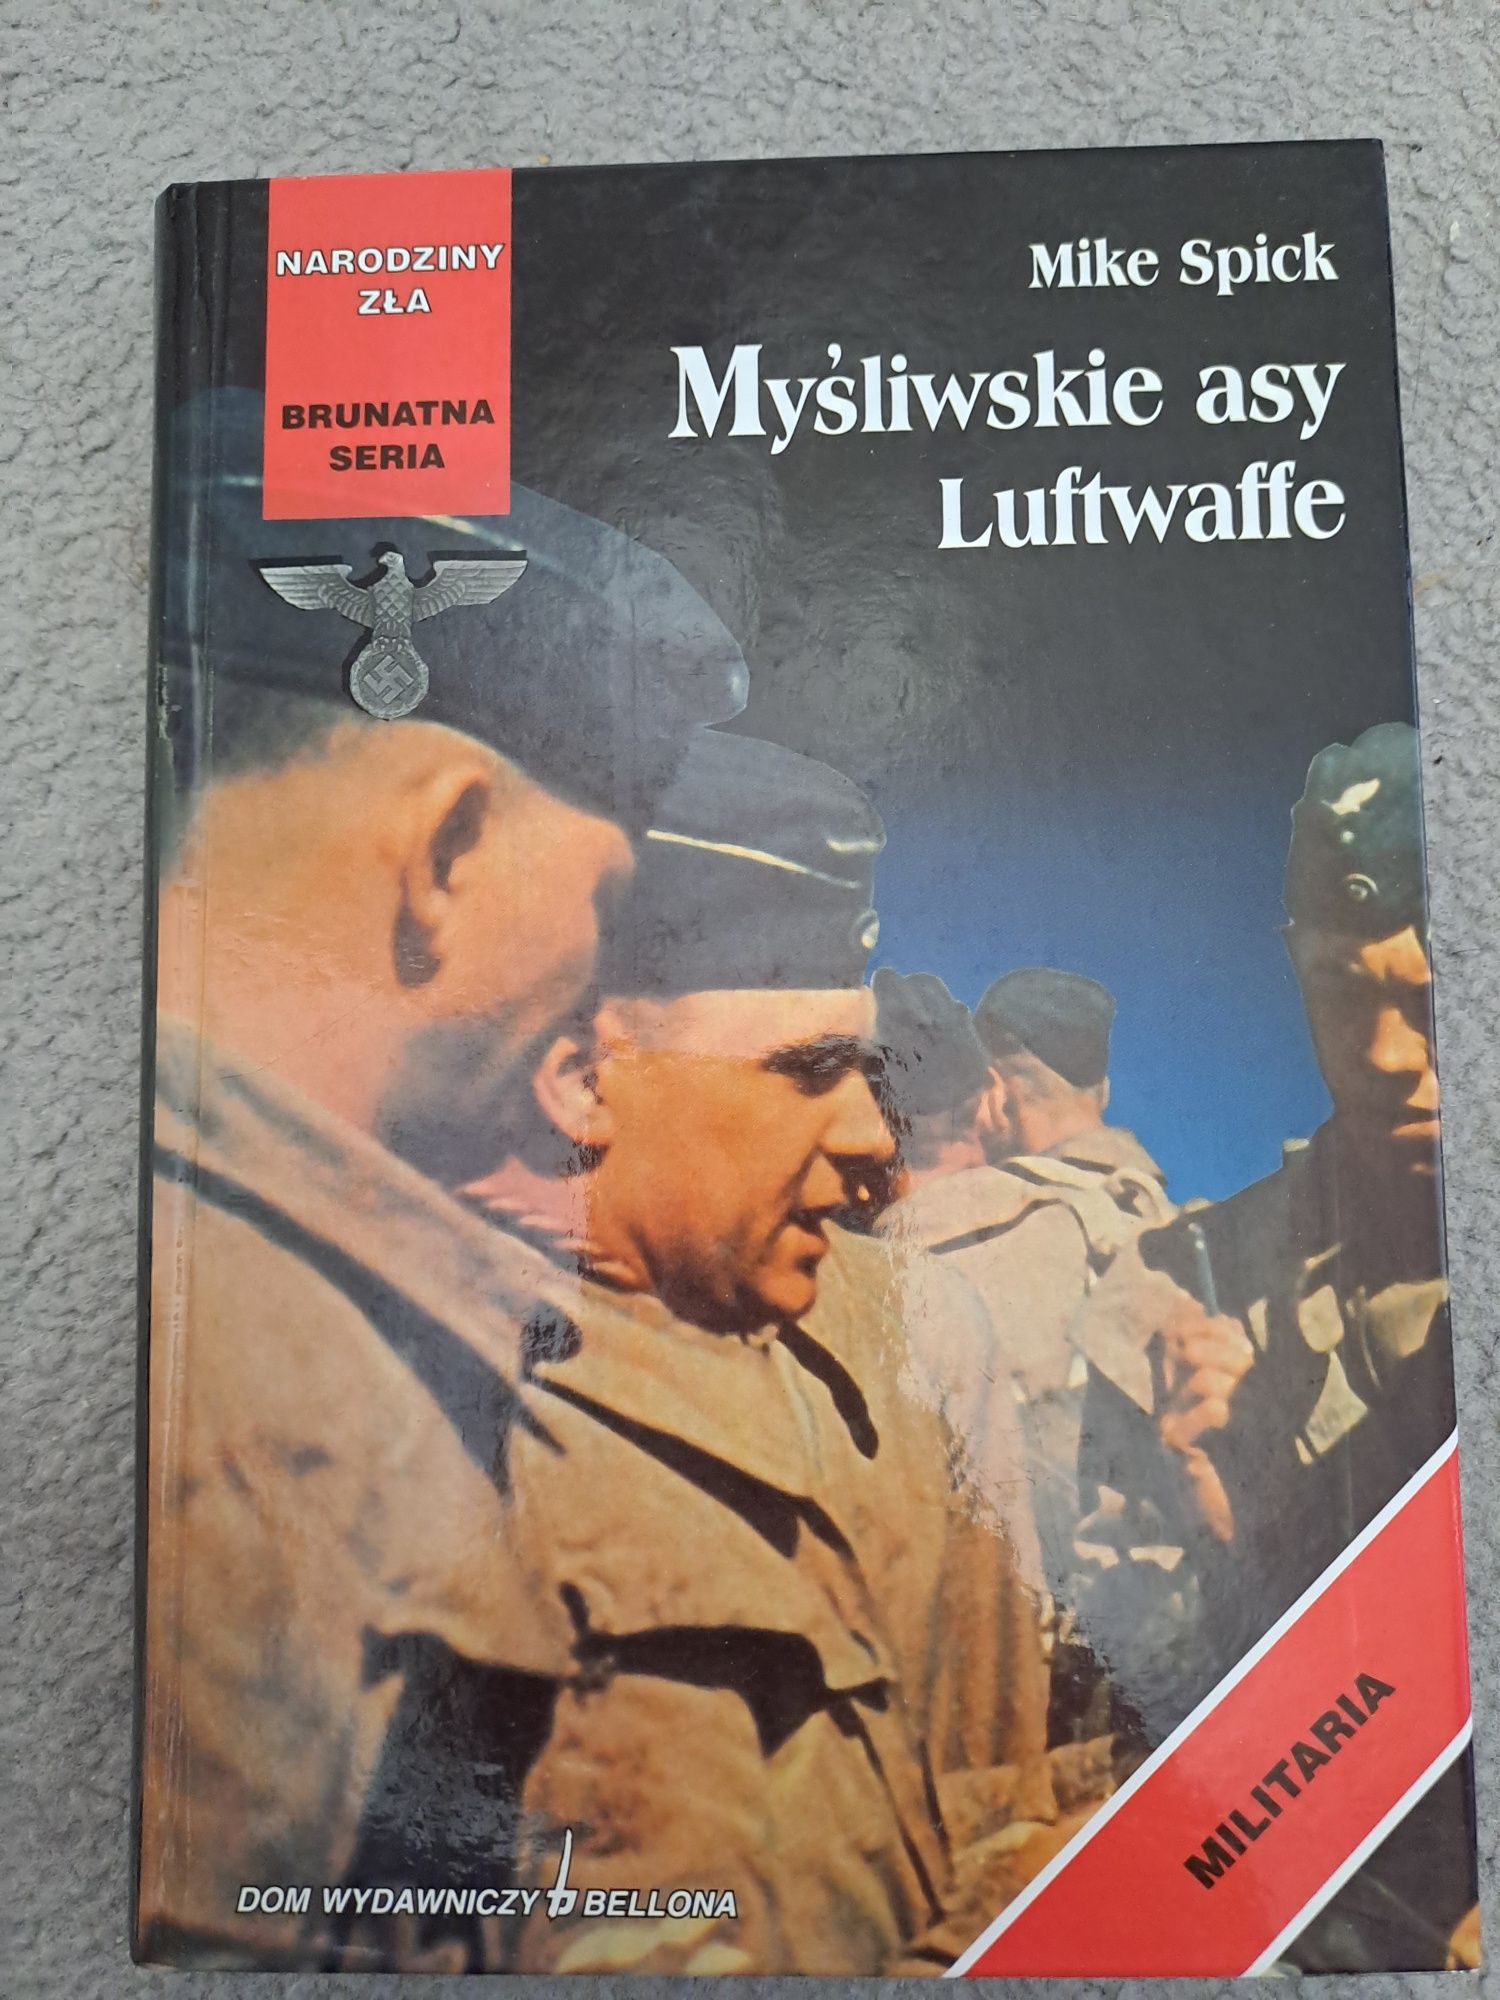 NARODZINY
ZŁA
BRUNATNA
SERIA
Mike Spick
Myśliwskie asy
Luftwaffe
MILITARIA
DOM WYDAWNICZY BELLONA